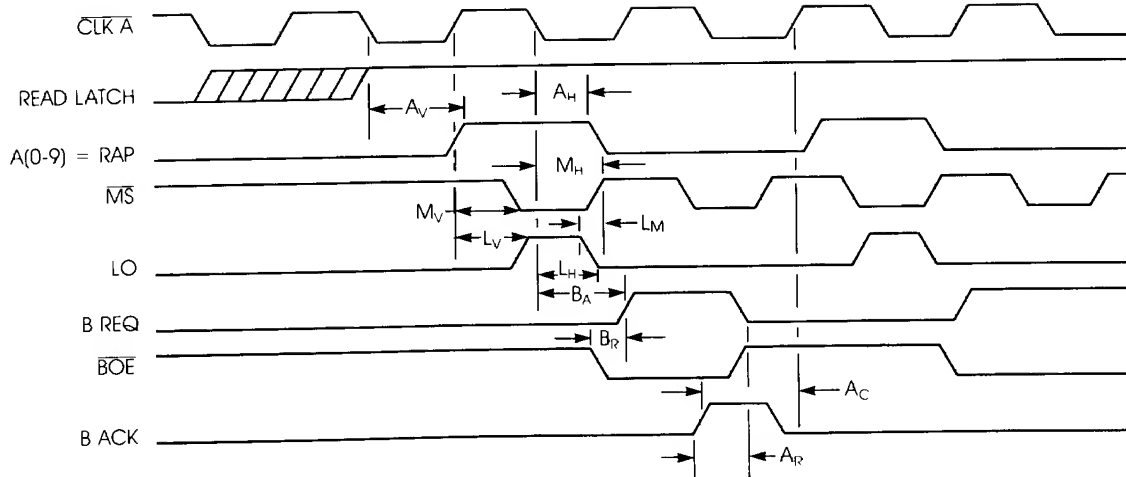 CLK A
READ LATCH
A_V
A_H
A(0-9) = RAP
M_H
MS
M_V
L_M
L_V
LO
L_H
B_A
B REQ
B_R
BOE
A_C
B ACK
A_R